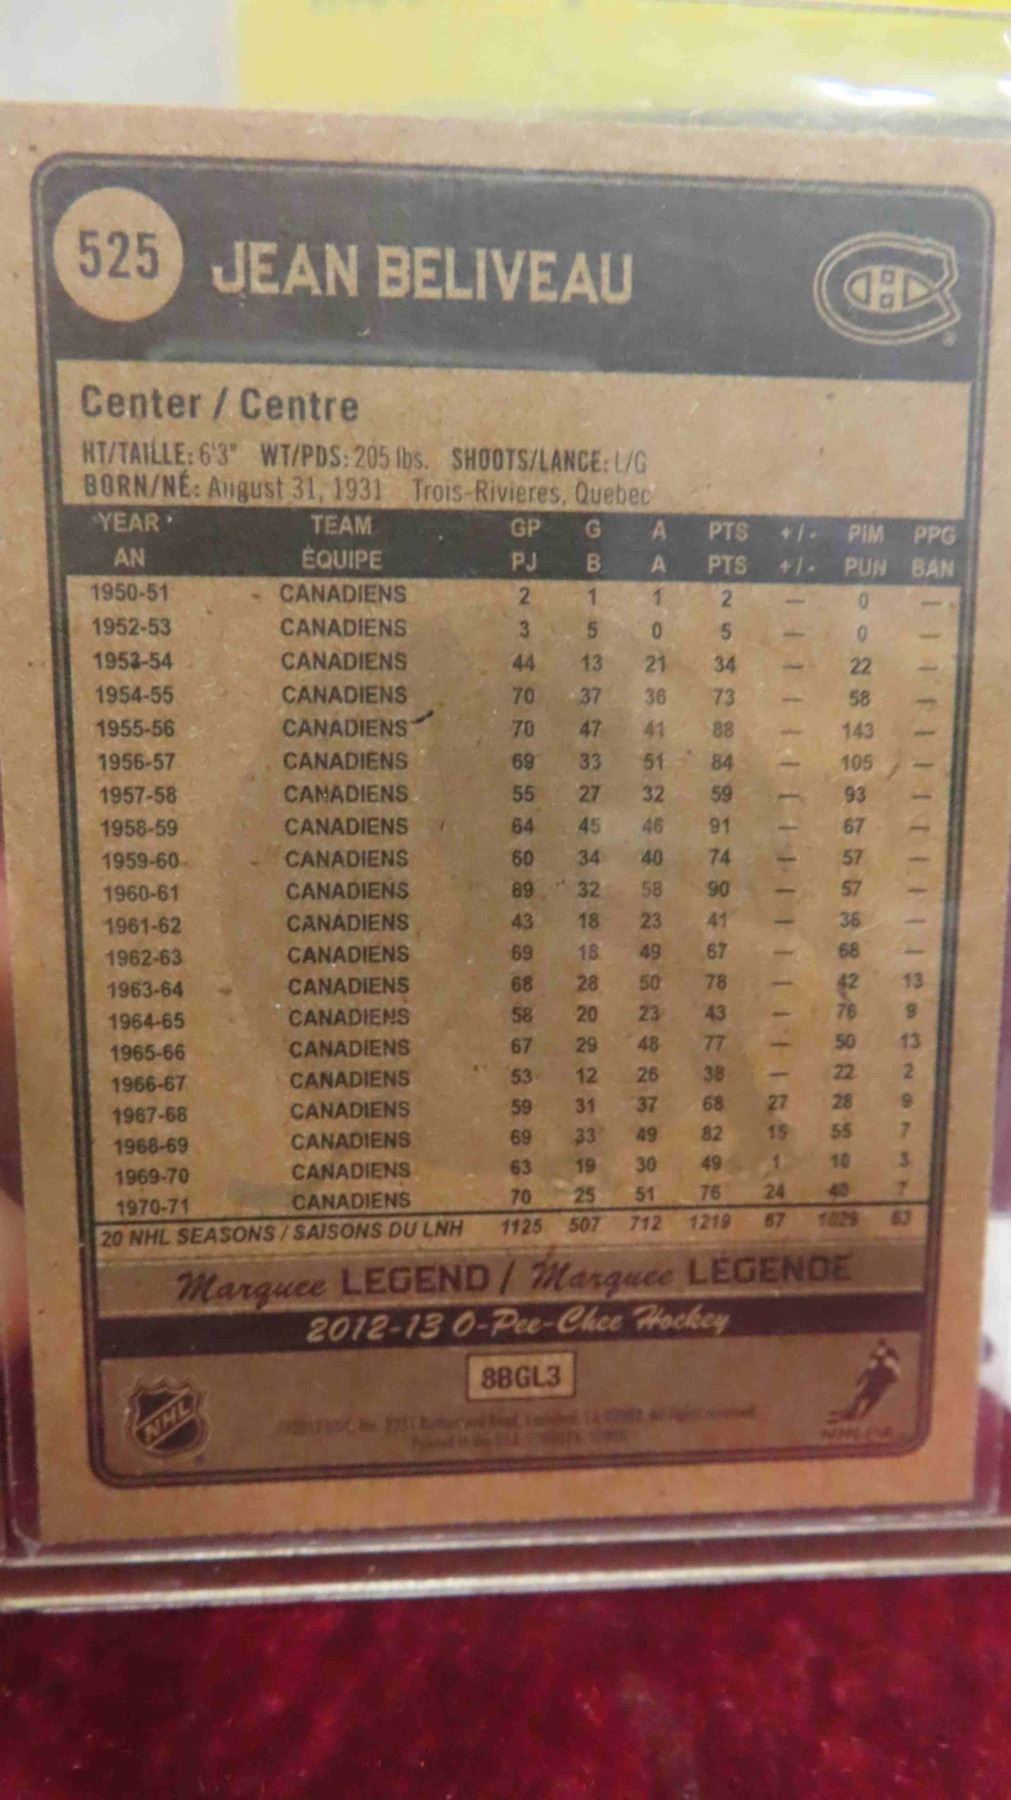 525
JEAN BELIVEAU
Center / Centre
HT/TAILLE: 6'3" WT/PDS: 205 lbs. SHOOTS/LANCE: L/G
BORN/NÉ: August 31, 1931 Trois-Rivieres, Quebec
YEAR TEAM GP G A PTS +/- PIM PPG
AN ÉQUIPE PJ B A PTS +/- PUN BAN
1950-51 CANADIENS 2 1 1 2 — 0 —
1952-53 CANADIENS 3 5 0 5 — 0 —
1953-54 CANADIENS 44 13 21 34 — 22 —
1954-55 CANADIENS 70 37 36 73 — 58 —
1955-56 CANADIENS 70 47 41 88 — 143 —
1956-57 CANADIENS 69 33 51 84 — 105 —
1957-58 CANADIENS 55 27 32 59 — 93 —
1958-59 CANADIENS 64 45 46 91 — 67 —
1959-60 CANADIENS 60 34 40 74 — 57 —
1960-61 CANADIENS 69 32 58 90 — 57 —
1961-62 CANADIENS 43 18 23 41 — 36 —
1962-63 CANADIENS 69 18 49 67 — 68 —
1963-64 CANADIENS 68 28 50 78 — 42 13
1964-65 CANADIENS 58 20 23 43 — 76 9
1965-66 CANADIENS 67 29 48 77 — 50 13
1966-67 CANADIENS 53 12 26 38 — 22 2
1967-68 CANADIENS 59 31 37 68 27 28 9
1968-69 CANADIENS 69 33 49 82 15 55 7
1969-70 CANADIENS 63 19 30 49 1 10 3
1970-71 CANADIENS 70 25 51 76 24 40 7
20 NHL SEASONS / SAISONS DU LNH 1125 507 712 1219 67 1029 63
Marquee LEGEND / Marquee LÉGENDE
2012-13 O-Pee-Chee Hockey
8BGL3
NHL
NHLPA